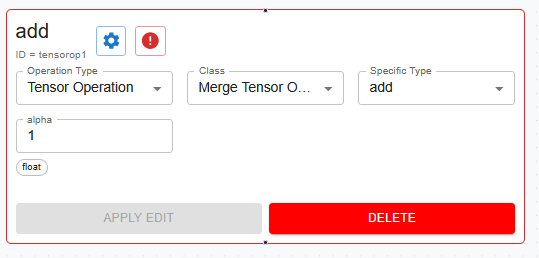 add
ID = tensorop1
Operation Type
Tensor Operation
Class
Merge Tensor O...
Specific Type
add
alpha
1
float
APPLY EDIT
DELETE